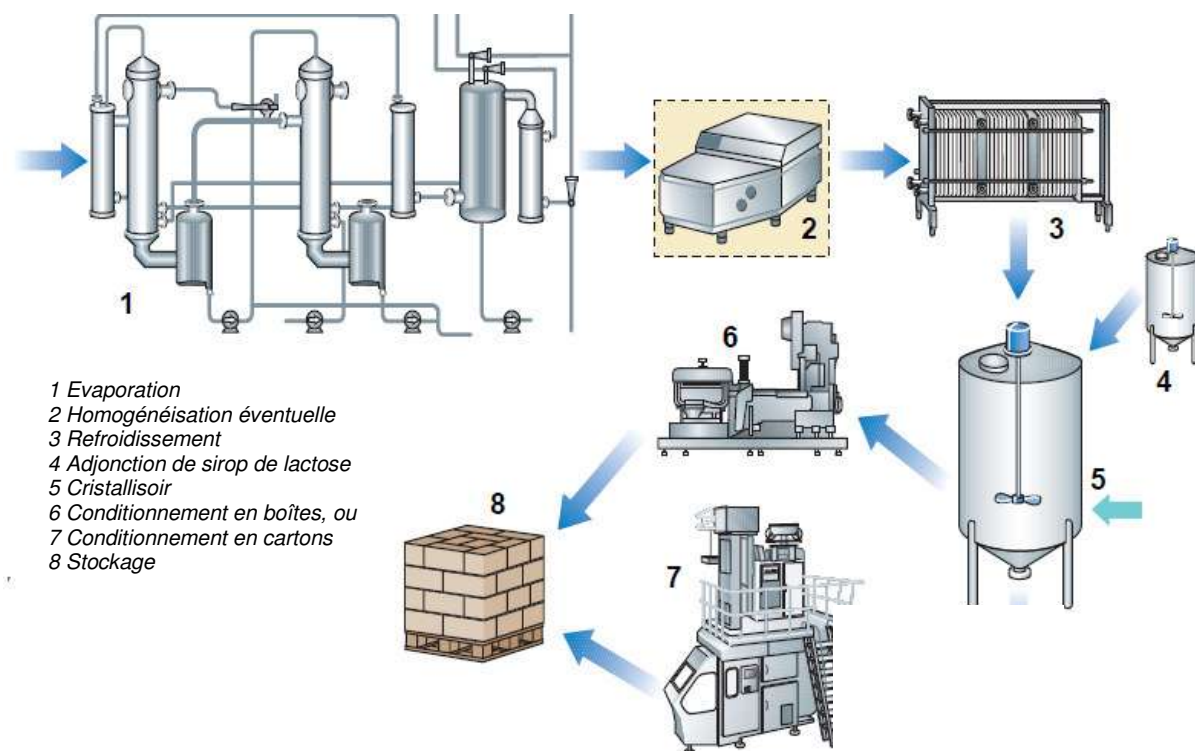 1
2
3
4
5
6
7
8
1 Evaporation
2 Homogénéisation éventuelle
3 Refroidissement
4 Adjonction de sirop de lactose
5 Cristallisoir
6 Conditionnement en boîtes, ou
7 Conditionnement en cartons
8 Stockage